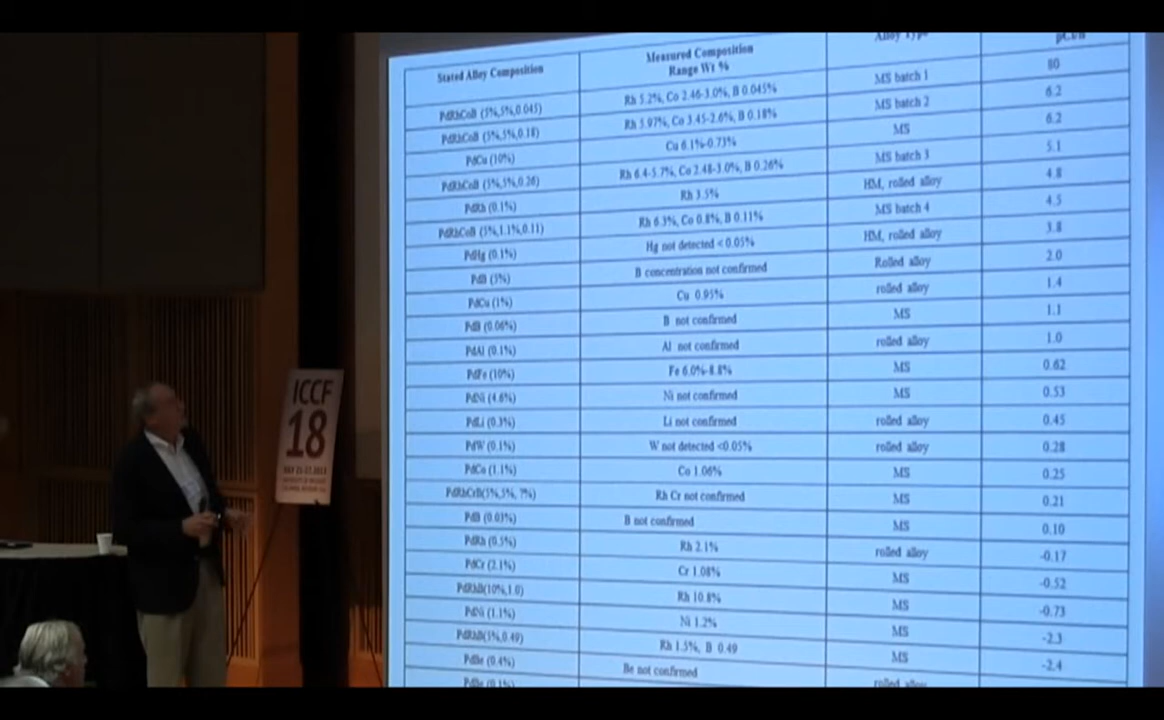 ICCF
18
Stated Alloy Composition
Measured Composition
Range Wt %
Alloy Type
PdRhCoB (5%,5%,0.045) Rh 5.2%, Co 2.46-3.0%, B 0.045% MS batch 1 80
PdRhCoB (5%,5%,0.18) Rh 5.97%, Co 3.45-2.6%, B 0.18% MS batch 2 6.2
PdCu (10%) Cu 6.1%-0.73% MS 6.2
PdRhCoB (5%,5%,0.26) Rh 6.4-5.7%, Co 2.48-3.0%, B 0.26% MS batch 3 5.1
PdRh (0.1%) Rh 3.5% HM, rolled alloy 4.8
PdRhCoB (5%,1.1%,0.11) Rh 6.3%, Co 0.8%, B 0.11% MS batch 4 4.5
PdHg (0.1%) Hg not detected <0.05% HM, rolled alloy 3.8
PdB (5%) B concentration not confirmed Rolled alloy 2.0
PdCu (1%) Cu 0.95% rolled alloy 1.4
PdB (0.06%) B not confirmed MS 1.1
PdAl (0.1%) Al not confirmed rolled alloy 1.0
PdFe (10%) Fe 6.0%-8.8% MS 0.62
PdNi (4.6%) Ni not confirmed MS 0.53
PdLi (0.3%) Li not confirmed rolled alloy 0.45
PdW (0.1%) W not detected <0.05% rolled alloy 0.28
PdCo (1.1%) Co 1.06% MS 0.25
PdRhCrB(5%,5%, ?%) Rh Cr not confirmed MS 0.21
PdB (0.03%) B not confirmed MS 0.10
PdRh (0.5%) Rh 2.1% rolled alloy -0.17
PdCr (2.1%) Cr 1.08% MS -0.52
PdRhB(10%,1.0) Rh 10.8% MS -0.73
PdNi (1.1%) Ni 1.2% MS -2.3
PdRhB(5%,0.49) Rh 1.5%, B 0.49 MS -2.4
PdBe (0.4%) Be not confirmed rolled alloy
PdBe (0.1%)